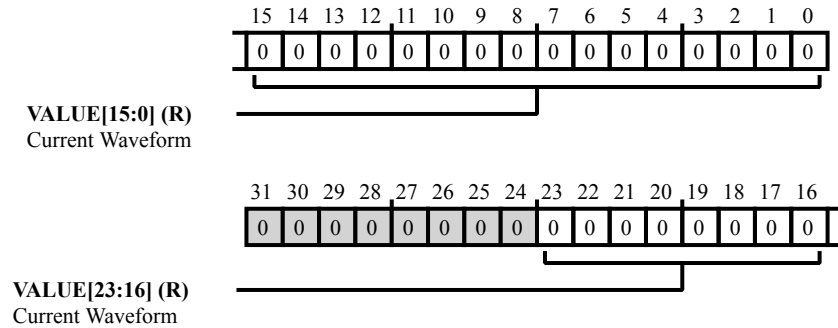 15 14 13 12 11 10 9 8 7 6 5 4 3 2 1 0
0 0 0 0 0 0 0 0 0 0 0 0 0 0 0 0
VALUE[15:0] (R)
Current Waveform
31 30 29 28 27 26 25 24 23 22 21 20 19 18 17 16
0 0 0 0 0 0 0 0 0 0 0 0 0 0 0 0
VALUE[23:16] (R)
Current Waveform